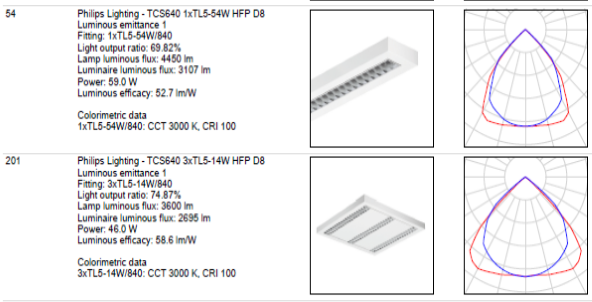 54
Philips Lighting - TCS640 1xTL5-54W HFP D8
Luminous emittance 1
Fitting: 1xTL5-54W/840
Light output ratio: 69.82%
Lamp luminous flux: 4450 lm
Luminaire luminous flux: 3107 lm
Power: 59.0 W
Luminous efficacy: 52.7 lm/W
Colorimetric data
1xTL5-54W/840: CCT 3000 K, CRI 100
201
Philips Lighting - TCS640 3xTL5-14W HFP D8
Luminous emittance 1
Fitting: 3xTL5-14W/840
Light output ratio: 74.87%
Lamp luminous flux: 3600 lm
Luminaire luminous flux: 2695 lm
Power: 46.0 W
Luminous efficacy: 58.6 lm/W
Colorimetric data
3xTL5-14W/840: CCT 3000 K, CRI 100